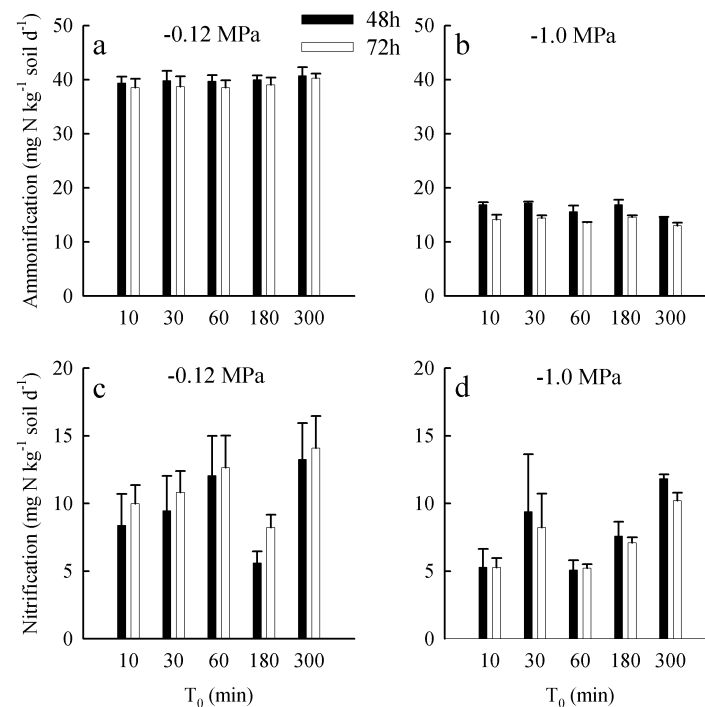 48h
72h
a
-0.12 MPa
Ammonification (mg N kg⁻¹ soil d⁻¹)
50
40
30
20
10
0
10 30 60 180 300
b
-1.0 MPa
50
40
30
20
10
0
10 30 60 180 300
c
-0.12 MPa
Nitrification (mg N kg⁻¹ soil d⁻¹)
20
15
10
5
0
10 30 60 180 300
T₀ (min)
d
-1.0 MPa
20
15
10
5
0
10 30 60 180 300
T₀ (min)